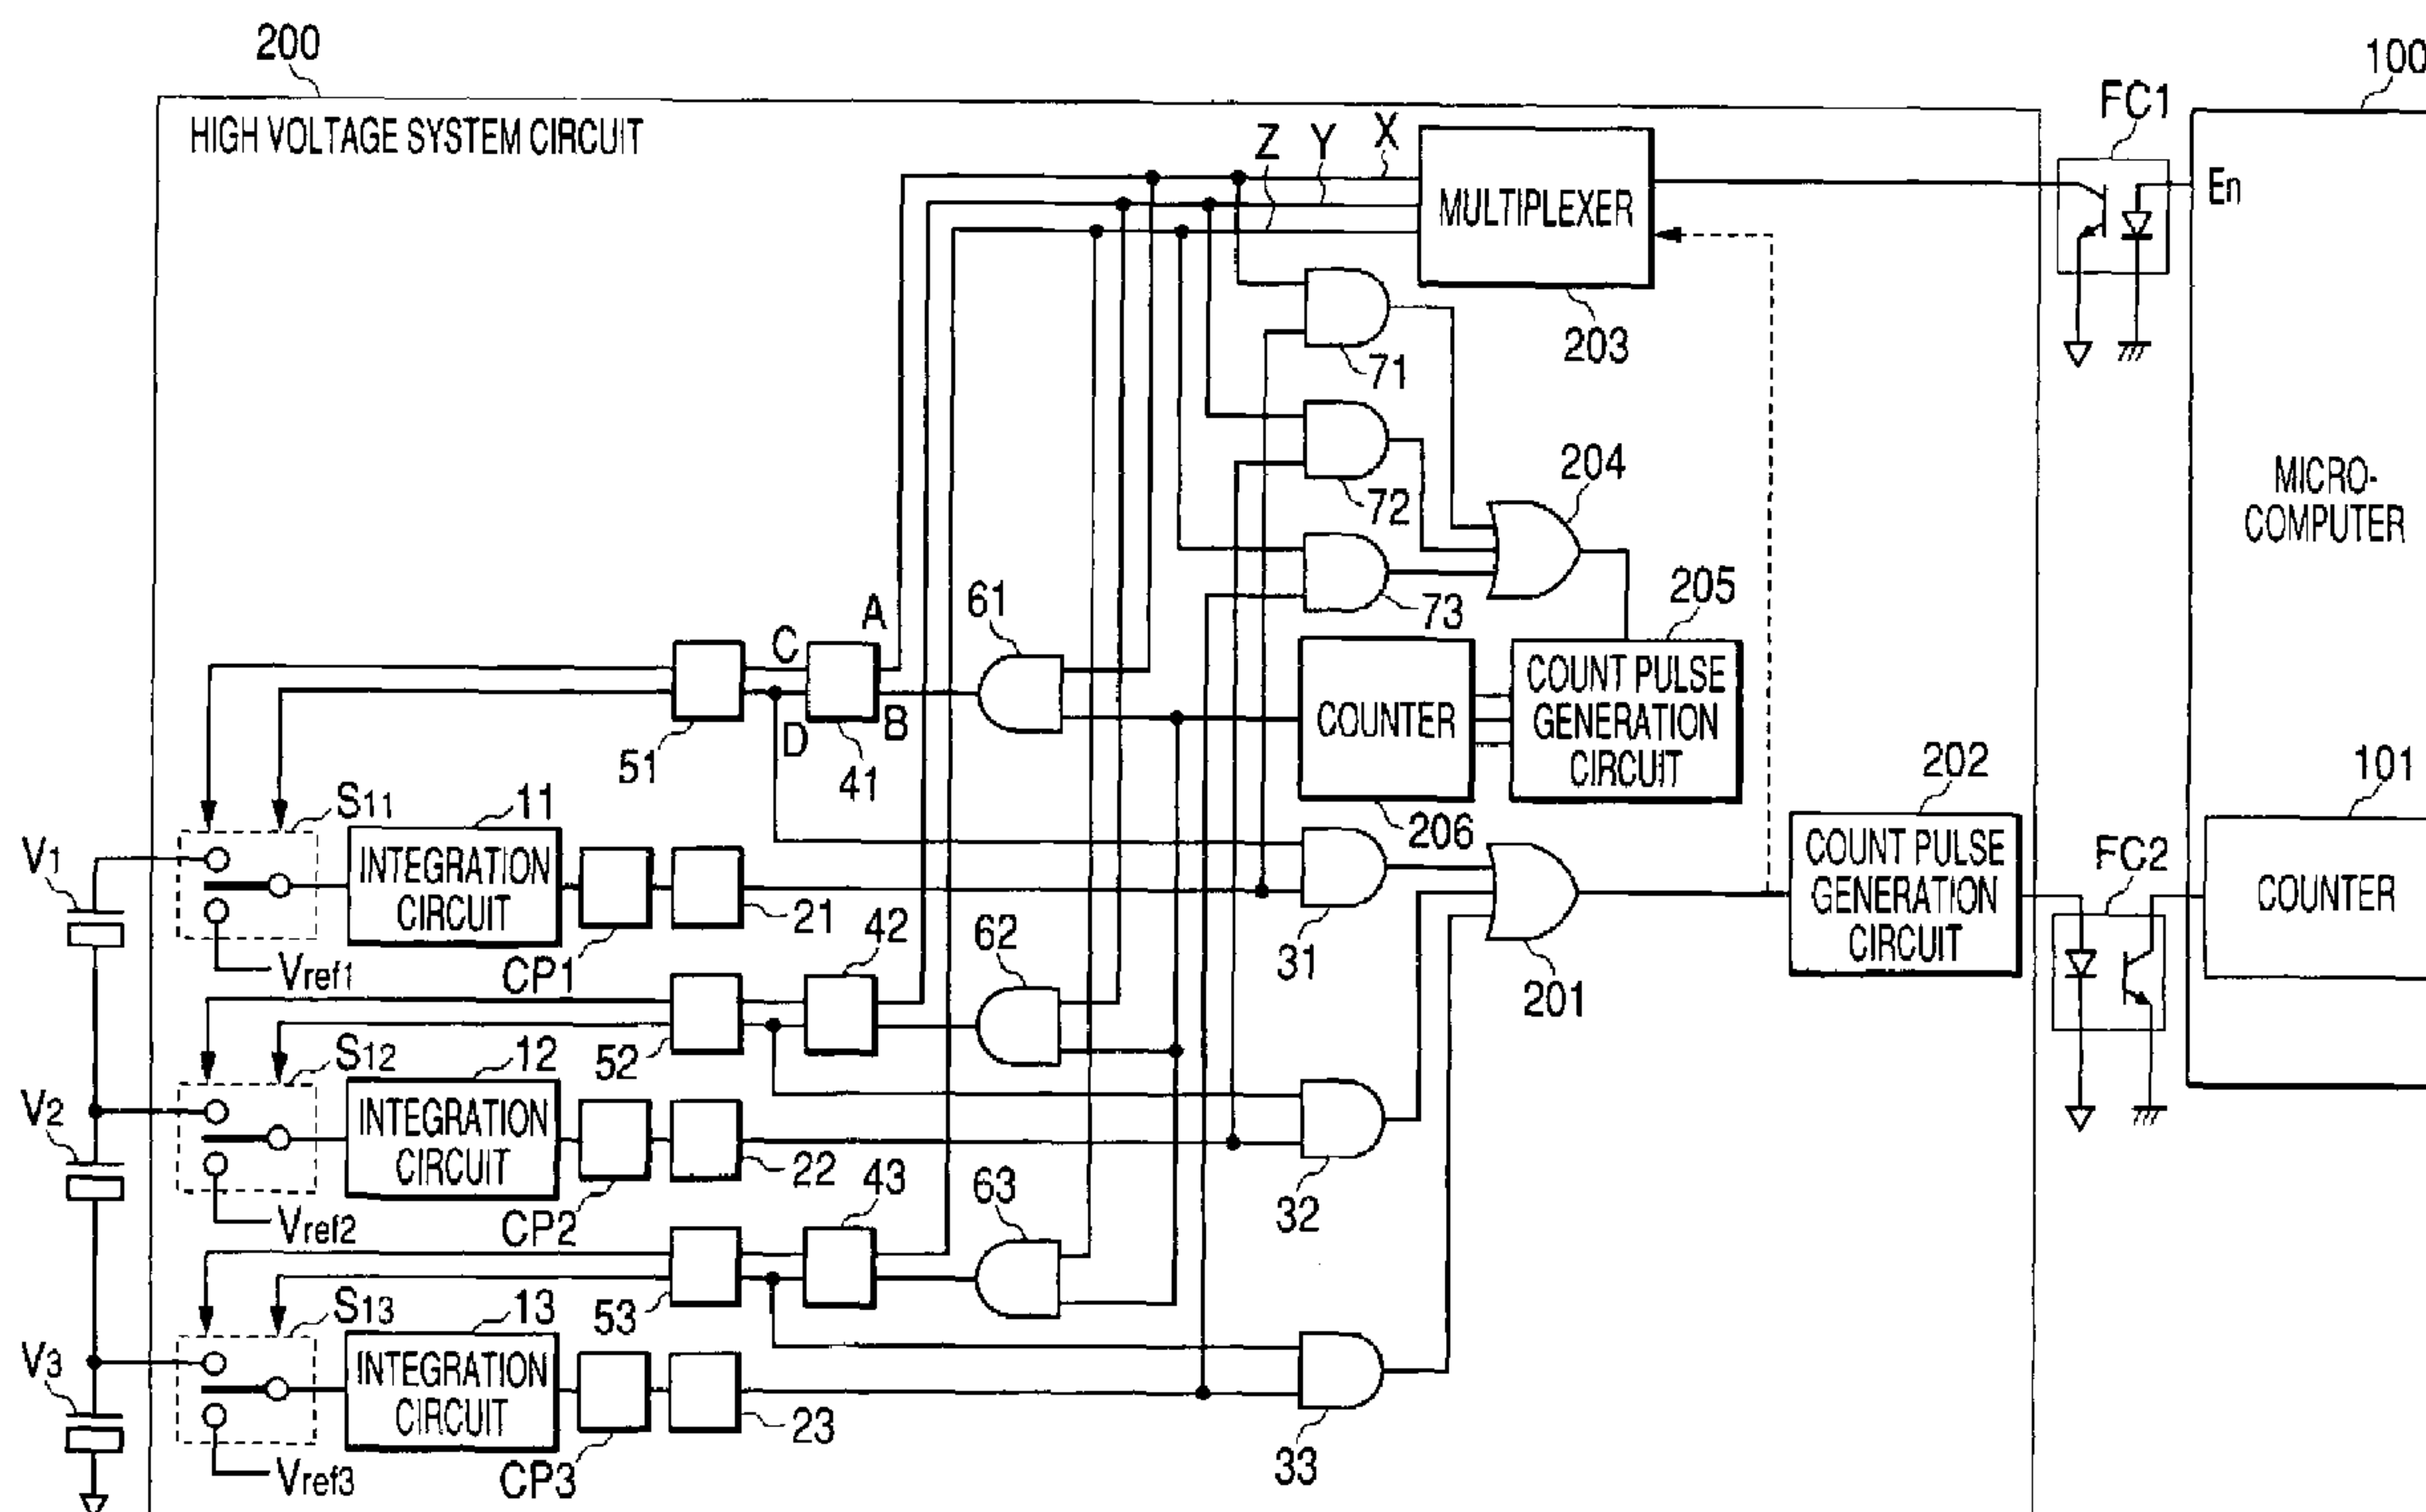 200
100
HIGH VOLTAGE SYSTEM CIRCUIT
FC1
Z
Y
X
MULTIPLEXER
En
203
71
72
204
MICRO-
COMPUTER
73
205
61
A
C
COUNT PULSE
GENERATION
CIRCUIT
COUNTER
D
B
51
41
202
101
S11
11
206
V1
INTEGRATION
CIRCUIT
21
42
62
31
COUNT PULSE
GENERATION
CIRCUIT
FC2
COUNTER
Vref1
CP1
201
52
S12
12
V2
INTEGRATION
CIRCUIT
22
43
63
32
Vref2
CP2
53
S13
13
V3
INTEGRATION
CIRCUIT
23
33
Vref3
CP3